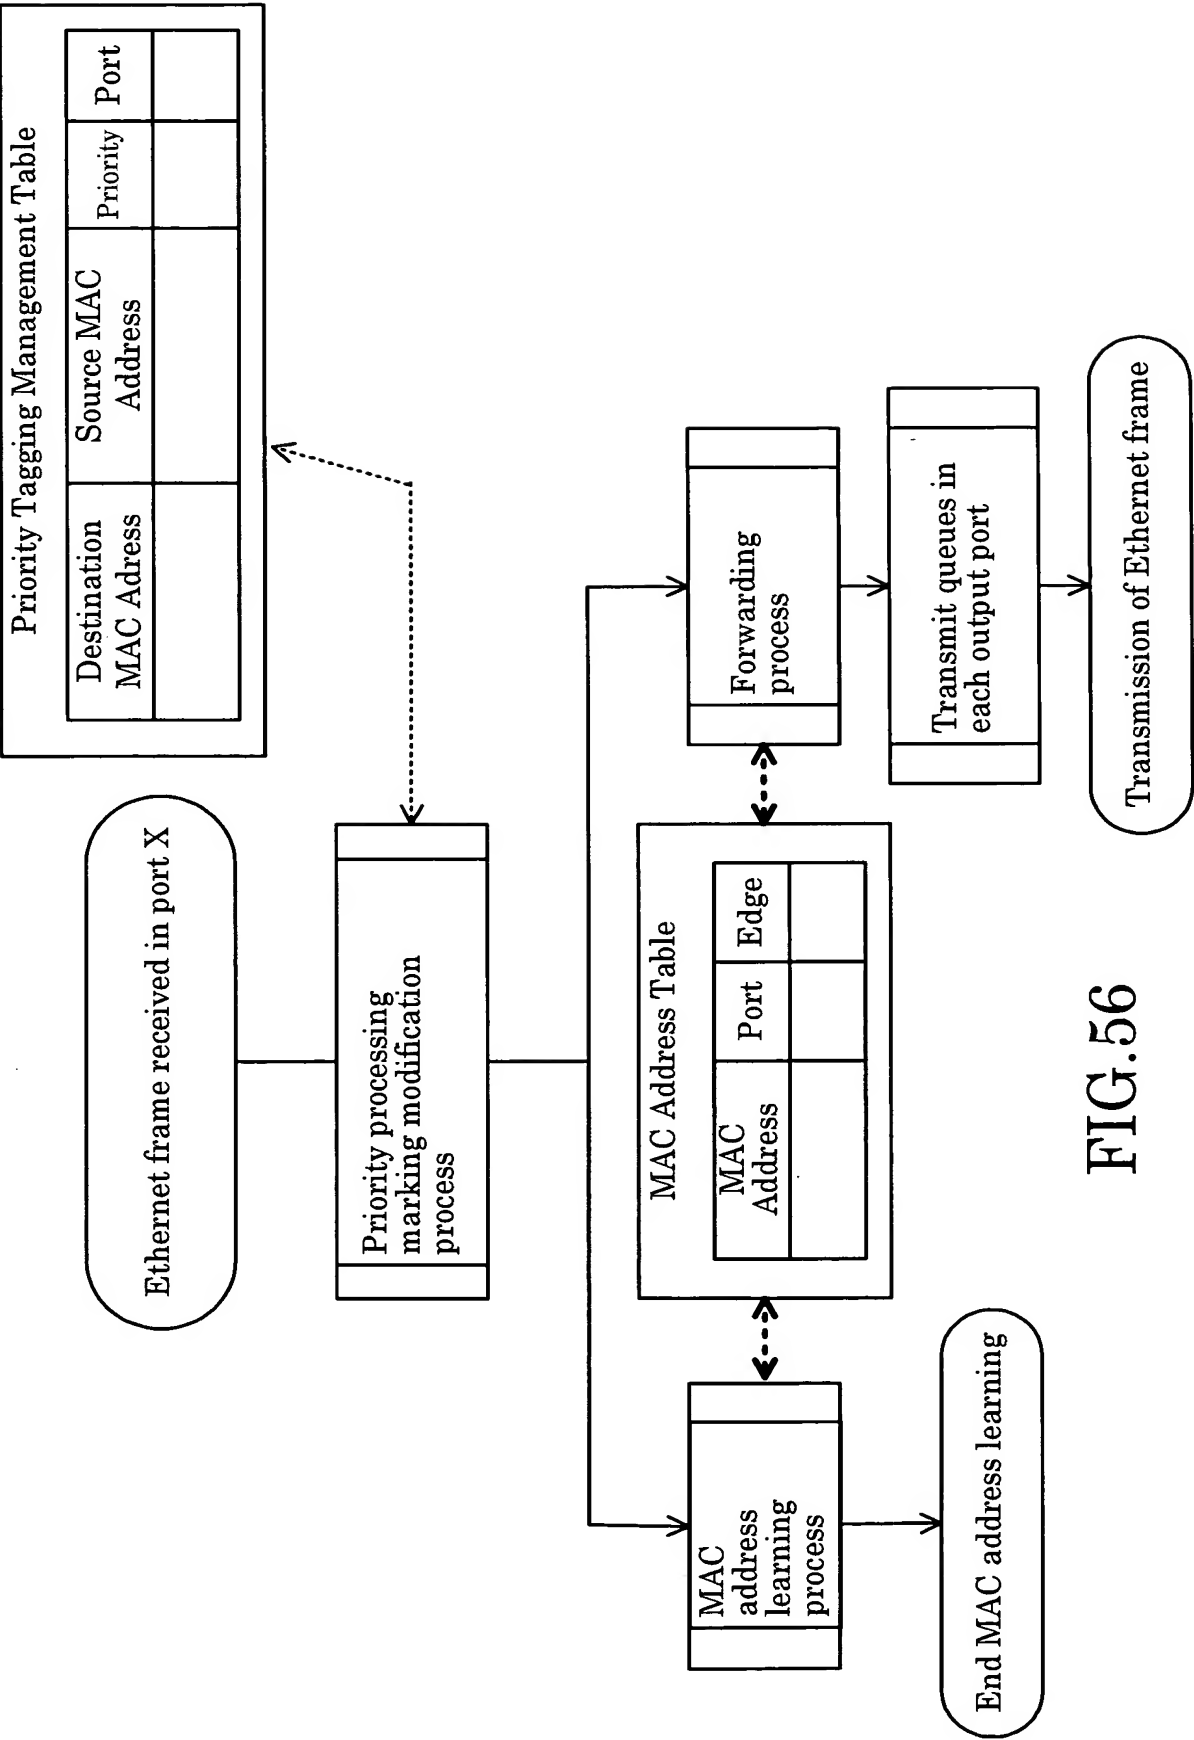 Priority Tagging Management Table
Destination
MAC Adress
Source MAC
Address
Priority
Port
Ethernet frame received in port X
Priority processing
marking modification
process
MAC Address Table
MAC
Address
Port
Edge
MAC
address
learning
process
Forwarding
process
Transmit queues in
each output port
End MAC address learning
Transmission of Ethernet frame
FIG.56